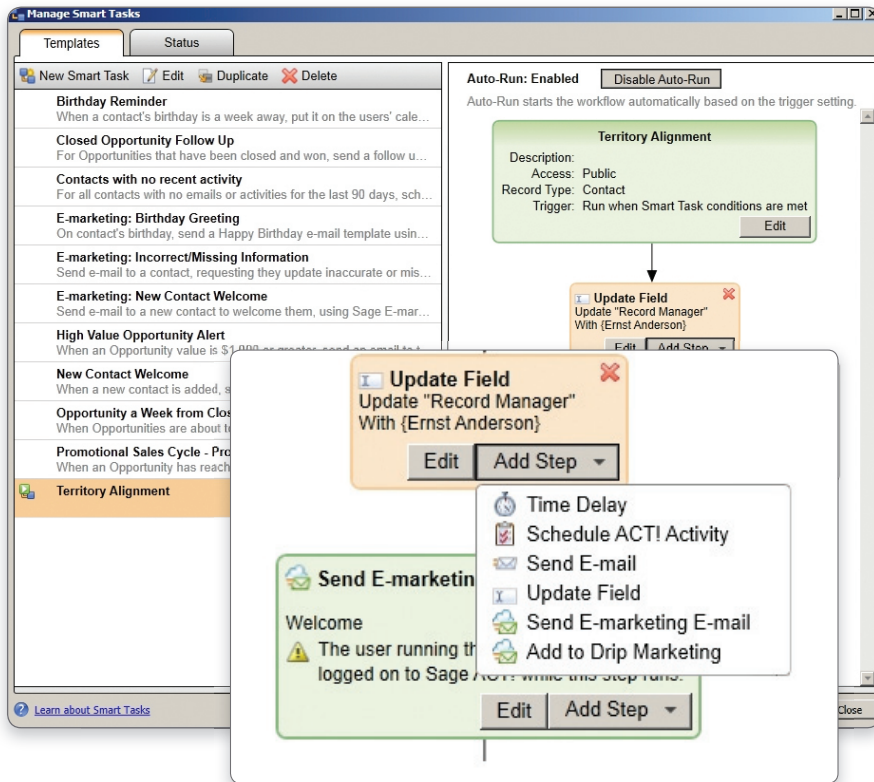 Manage Smart Tasks
Templates
Status
New Smart Task
Edit
Duplicate
Delete
Birthday Reminder
When a contact's birthday is a week away, put it on the users' cale...
Closed Opportunity Follow Up
For Opportunities that have been closed and won, send a follow u...
Contacts with no recent activity
For all contacts with no emails or activities for the last 90 days, sch...
E-marketing: Birthday Greeting
On contact's birthday, send a Happy Birthday e-mail template usin...
E-marketing: Incorrect/Missing Information
Send e-mail to a contact, requesting they update inaccurate or mis...
E-marketing: New Contact Welcome
Send e-mail to a new contact to welcome them, using Sage E-mar...
High Value Opportunity Alert
When an Opportunity value is
New Contact Welcome
When a new contact is added, s
Opportunity a Week from Clos
When Opportunities are about t
Promotional Sales Cycle - Pro
When an Opportunity has reach
Territory Alignment
Learn about Smart Tasks
Auto-Run: Enabled
Disable Auto-Run
Auto-Run starts the workflow automatically based on the trigger setting.
Territory Alignment
Description:
Access: Public
Record Type: Contact
Trigger: Run when Smart Task conditions are met
Edit
Update Field
Update "Record Manager"
With {Ernst Anderson}
Edit
Add Step
Update Field
Update "Record Manager"
With {Ernst Anderson}
Edit
Add Step
Time Delay
Schedule ACT! Activity
Send E-mail
Update Field
Send E-marketing E-mail
Add to Drip Marketing
Send E-marketin
Welcome
The user running th
logged on to Sage ACT! while this step runs.
Edit
Add Step
Close